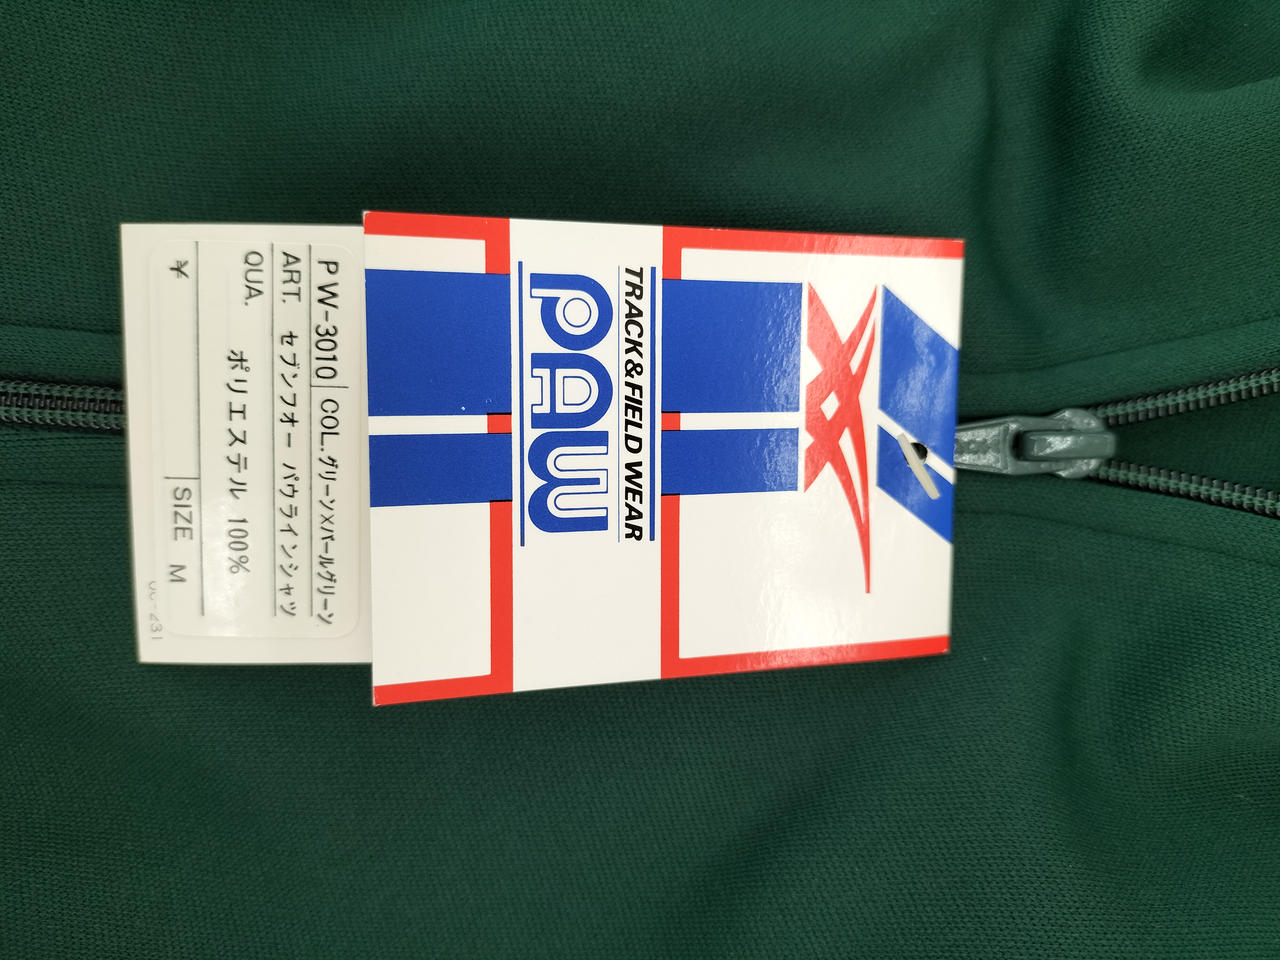 TRACK&FIELD WEAR
PAW
PW-3010 COL.グリーン×パールグリーン
ART. セブンフォー パウラインシャツ
QUA.
ポリエステル 100%
¥ SIZE M